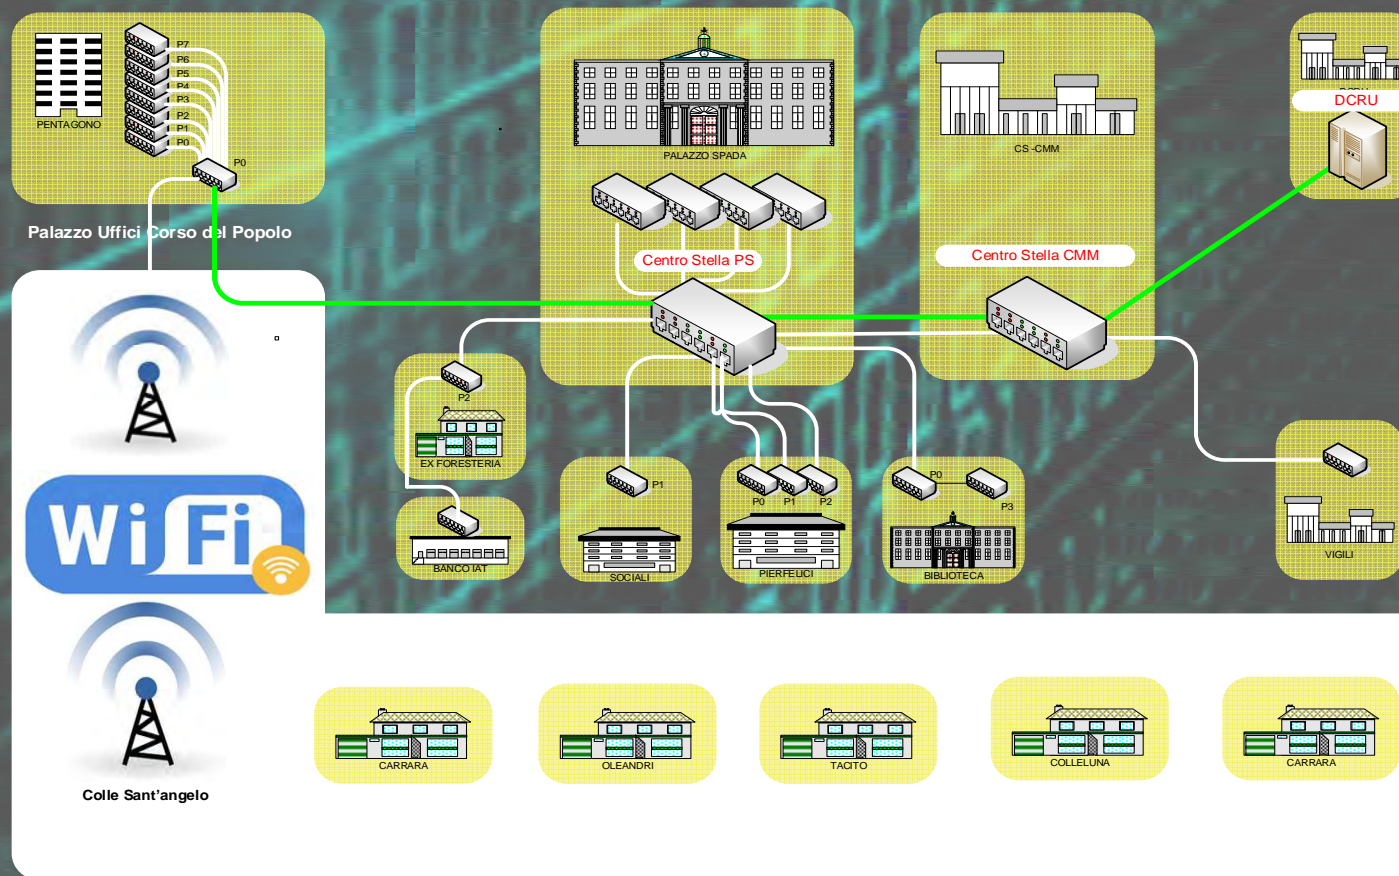 P7
P6
P5
P4
P3
P2
P1
P0
P0
PENTAGONO
Palazzo Uffici Corso del Popolo
PALAZZO SPADA
Centro Stella PS
CS -CMM
Centro Stella CMM
DCRU
P2
EX FORESTERIA
BANCO IAT
P1
SOCIALI
P0
P1
P2
PIERFELICI
P0
P3
BIBLIOTECA
VIGILI
Wi Fi
Colle Sant'angelo
CARRARA
OLEANDRI
TACITO
COLLELUNA
CARRARA